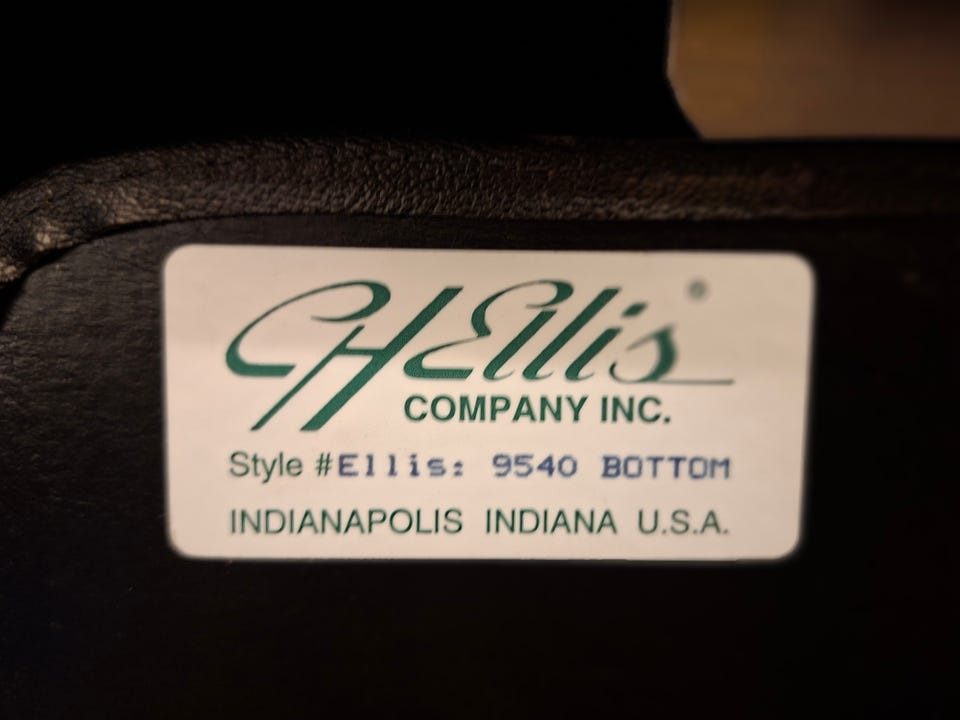 CHEllis®
COMPANY INC.
Style #Ellis: 9540 BOTTOM
INDIANAPOLIS INDIANA U.S.A.